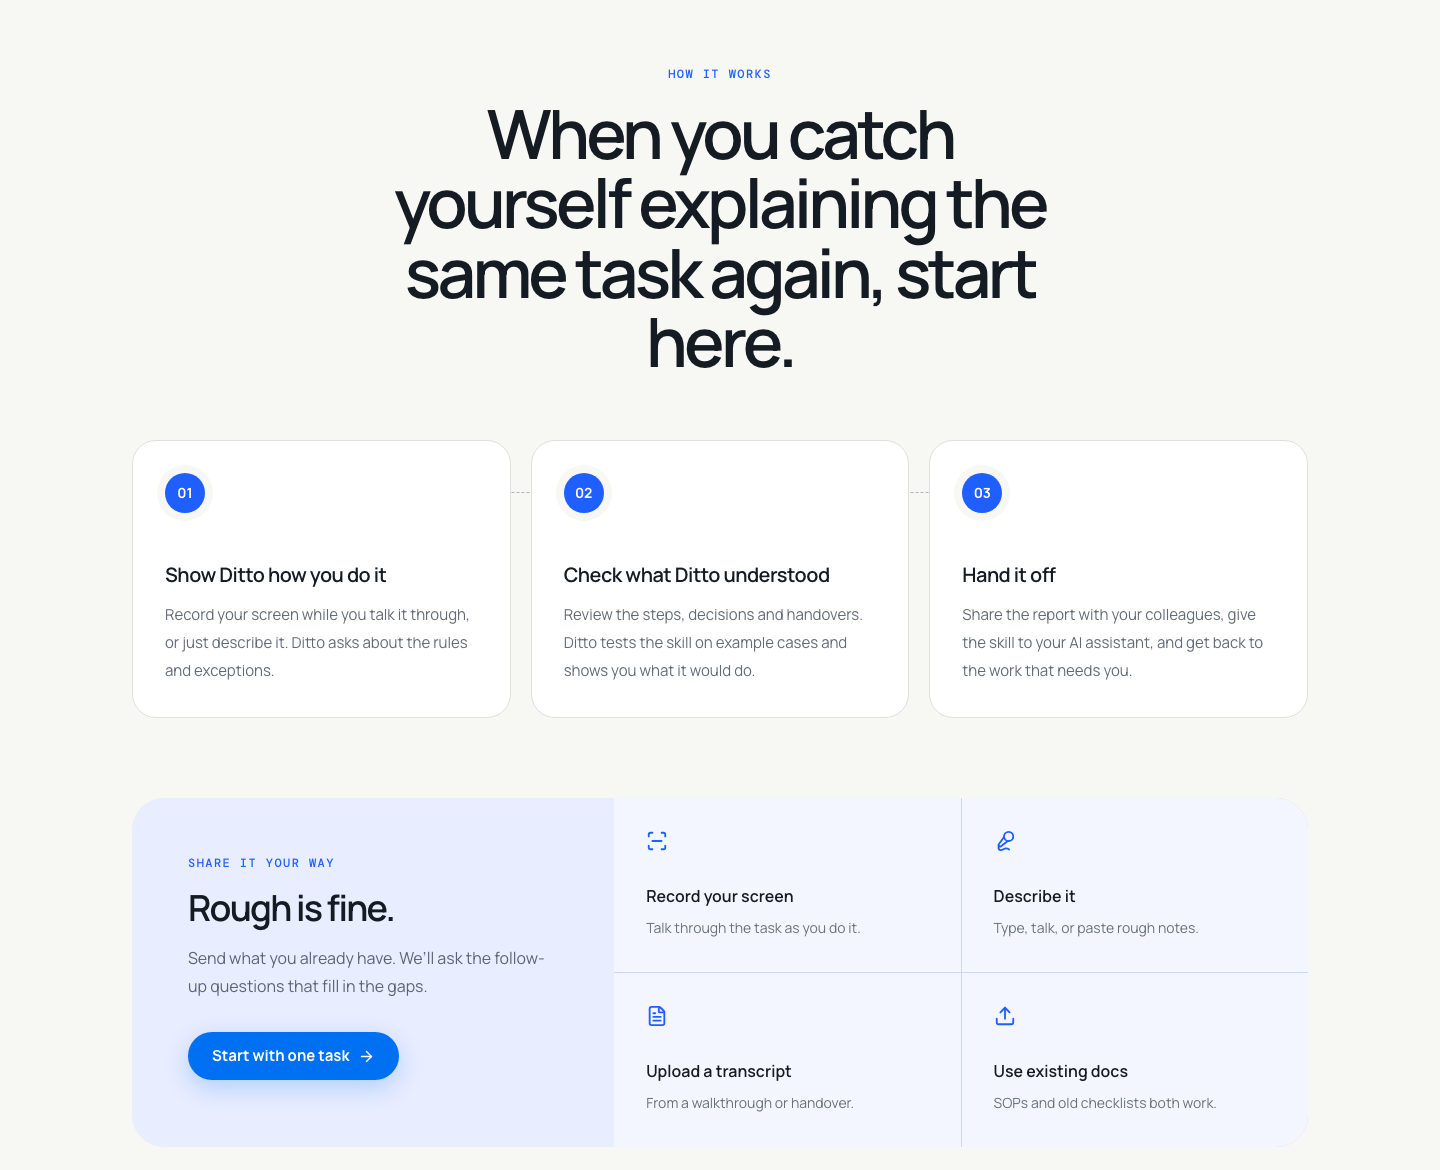 HOW IT WORKS
When you catch
yourself explaining the
same task again, start
here.
01
Show Ditto how you do it
Record your screen while you talk it through,
or just describe it. Ditto asks about the rules
and exceptions.
02
Check what Ditto understood
Review the steps, decisions and handovers.
Ditto tests the skill on example cases and
shows you what it would do.
03
Hand it off
Share the report with your colleagues, give
the skill to your AI assistant, and get back to
the work that needs you.
SHARE IT YOUR WAY
Rough is fine.
Send what you already have. We’ll ask the follow-
up questions that fill in the gaps.
Start with one task
Record your screen
Talk through the task as you do it.
Describe it
Type, talk, or paste rough notes.
Upload a transcript
From a walkthrough or handover.
Use existing docs
SOPs and old checklists both work.